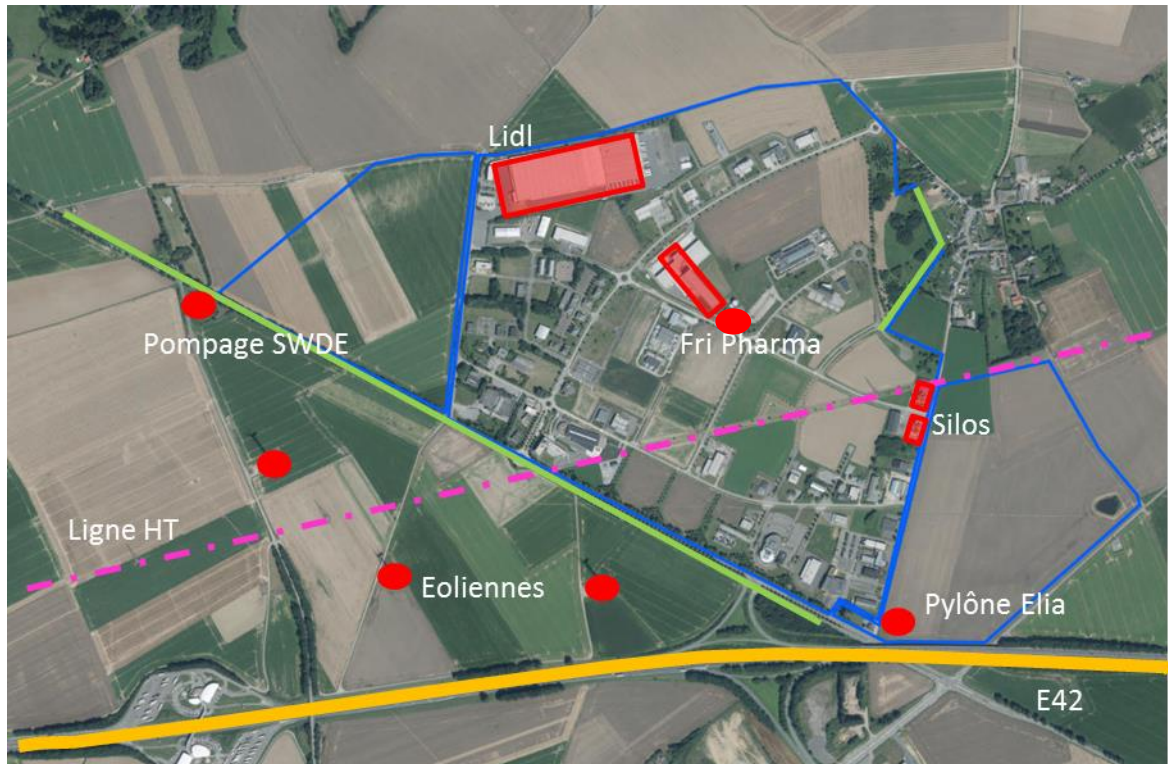 Lidl
Pompage SWDE
Fri Pharma
Silos
Ligne HT
Eoliennes
Pylône Elia
E42